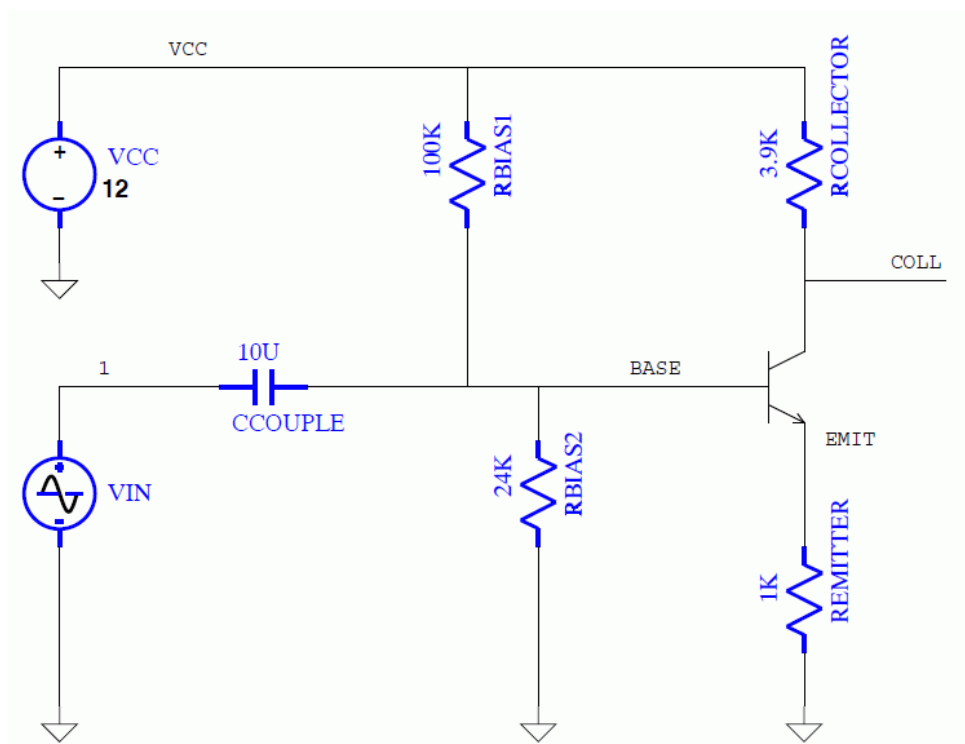 VCC
VCC
+
12
−
100K
RBIAS1
3.9K
RCOLLECTOR
COLL
1
10U
CCOUPLE
BASE
EMIT
VIN
24K
RBIAS2
1K
REMITTER